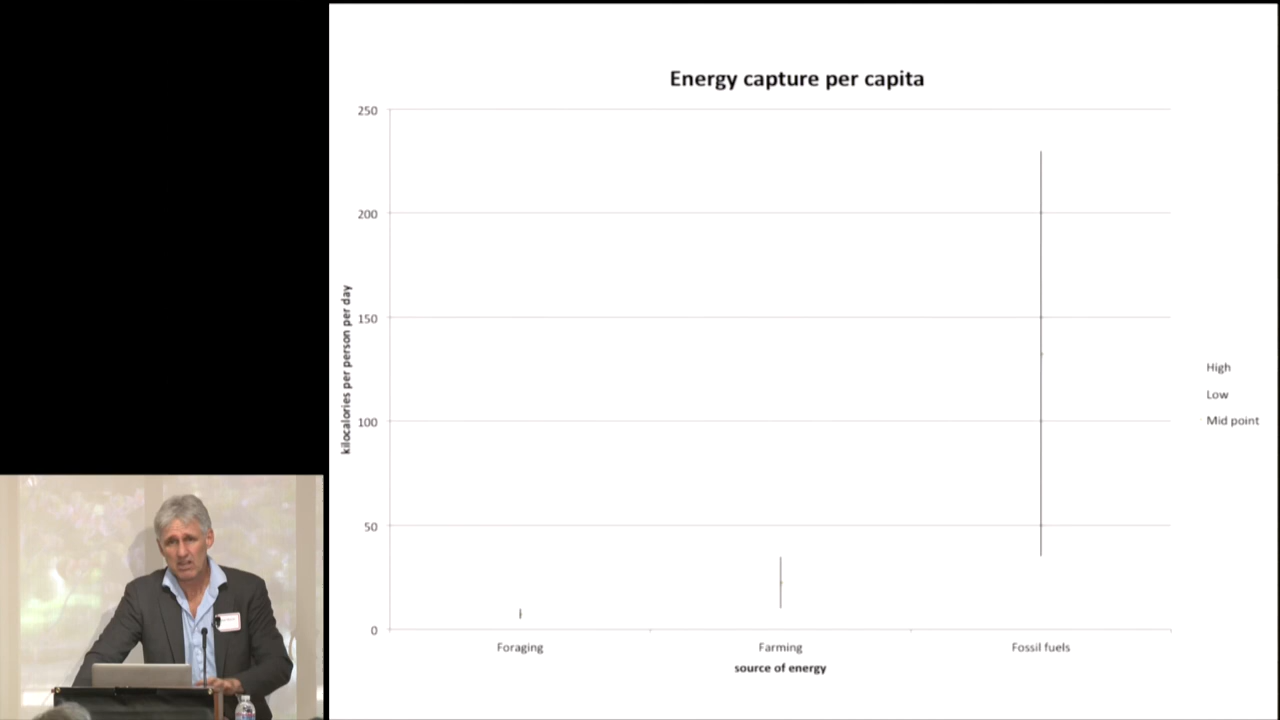 Energy capture per capita
250
200
150
100
50
0
kilocalories per person per day
Foraging
Farming
Fossil fuels
source of energy
High
Low
Mid point